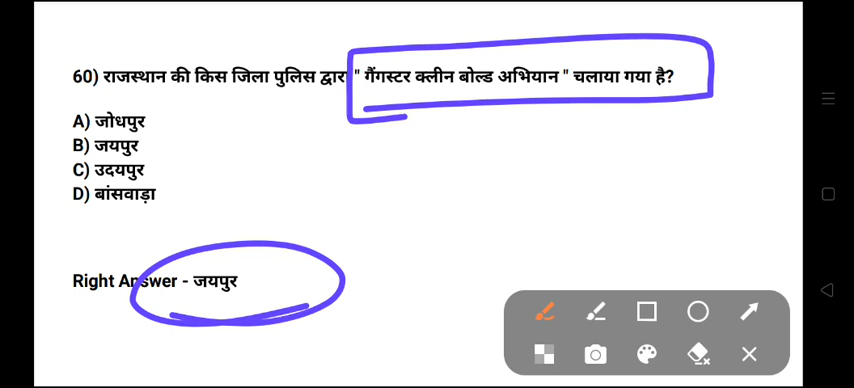 60) राजस्थान की किस जिला पुलिस द्वारा " गैंगस्टर क्लीन बोल्ड अभियान " चलाया गया है?
A) जोधपुर
B) जयपुर
C) उदयपुर
D) बांसवाड़ा
Right Answer - जयपुर